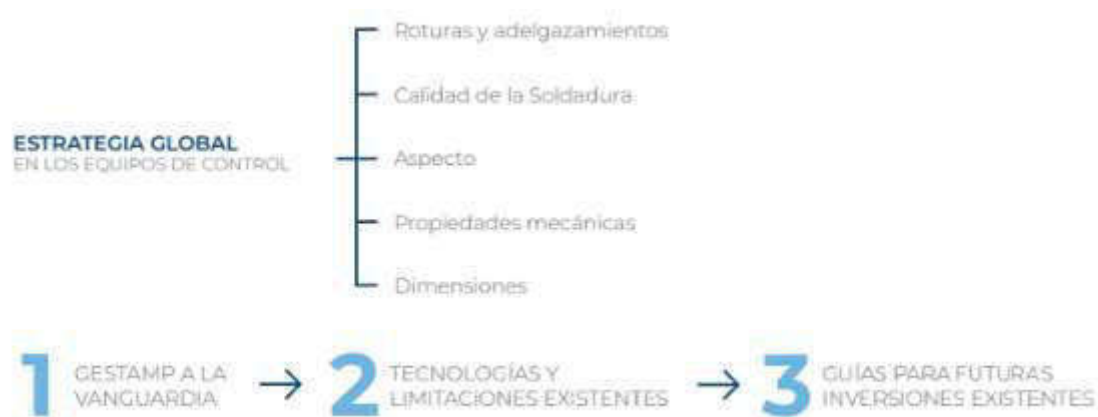 Roturas y adelgazamientos
Calidad de la Soldadura
ESTRATEGIA GLOBAL
EN LOS EQUIPOS DE CONTROL
Aspecto
Propiedades mecánicas
Dimensiones
1 GESTAMP A LA
VANGUARDIA
2 TECNOLOGÍAS Y
LIMITACIONES EXISTENTES
3 GUÍAS PARA FUTURAS
INVERSIONES EXISTENTES